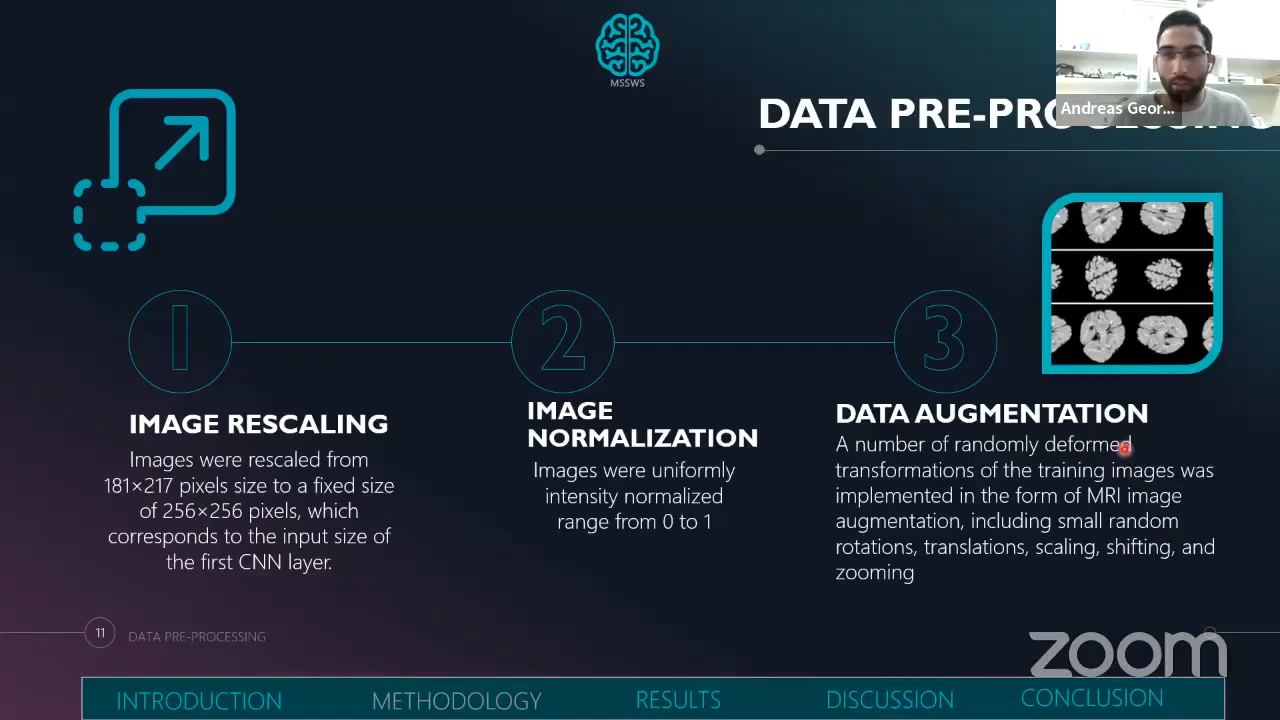 MSSWS
Andreas Geor...
DATA PRE-PROCESSING
1
2
3
IMAGE RESCALING
Images were rescaled from
181×217 pixels size to a fixed size
of 256×256 pixels, which
corresponds to the input size of
the first CNN layer.
IMAGE
NORMALIZATION
Images were uniformly
intensity normalized
range from 0 to 1
DATA AUGMENTATION
A number of randomly deformed
transformations of the training images was
implemented in the form of MRI image
augmentation, including small random
rotations, translations, scaling, shifting, and
zooming
11
DATA PRE-PROCESSING
zoom
INTRODUCTION
METHODOLOGY
RESULTS
DISCUSSION
CONCLUSION